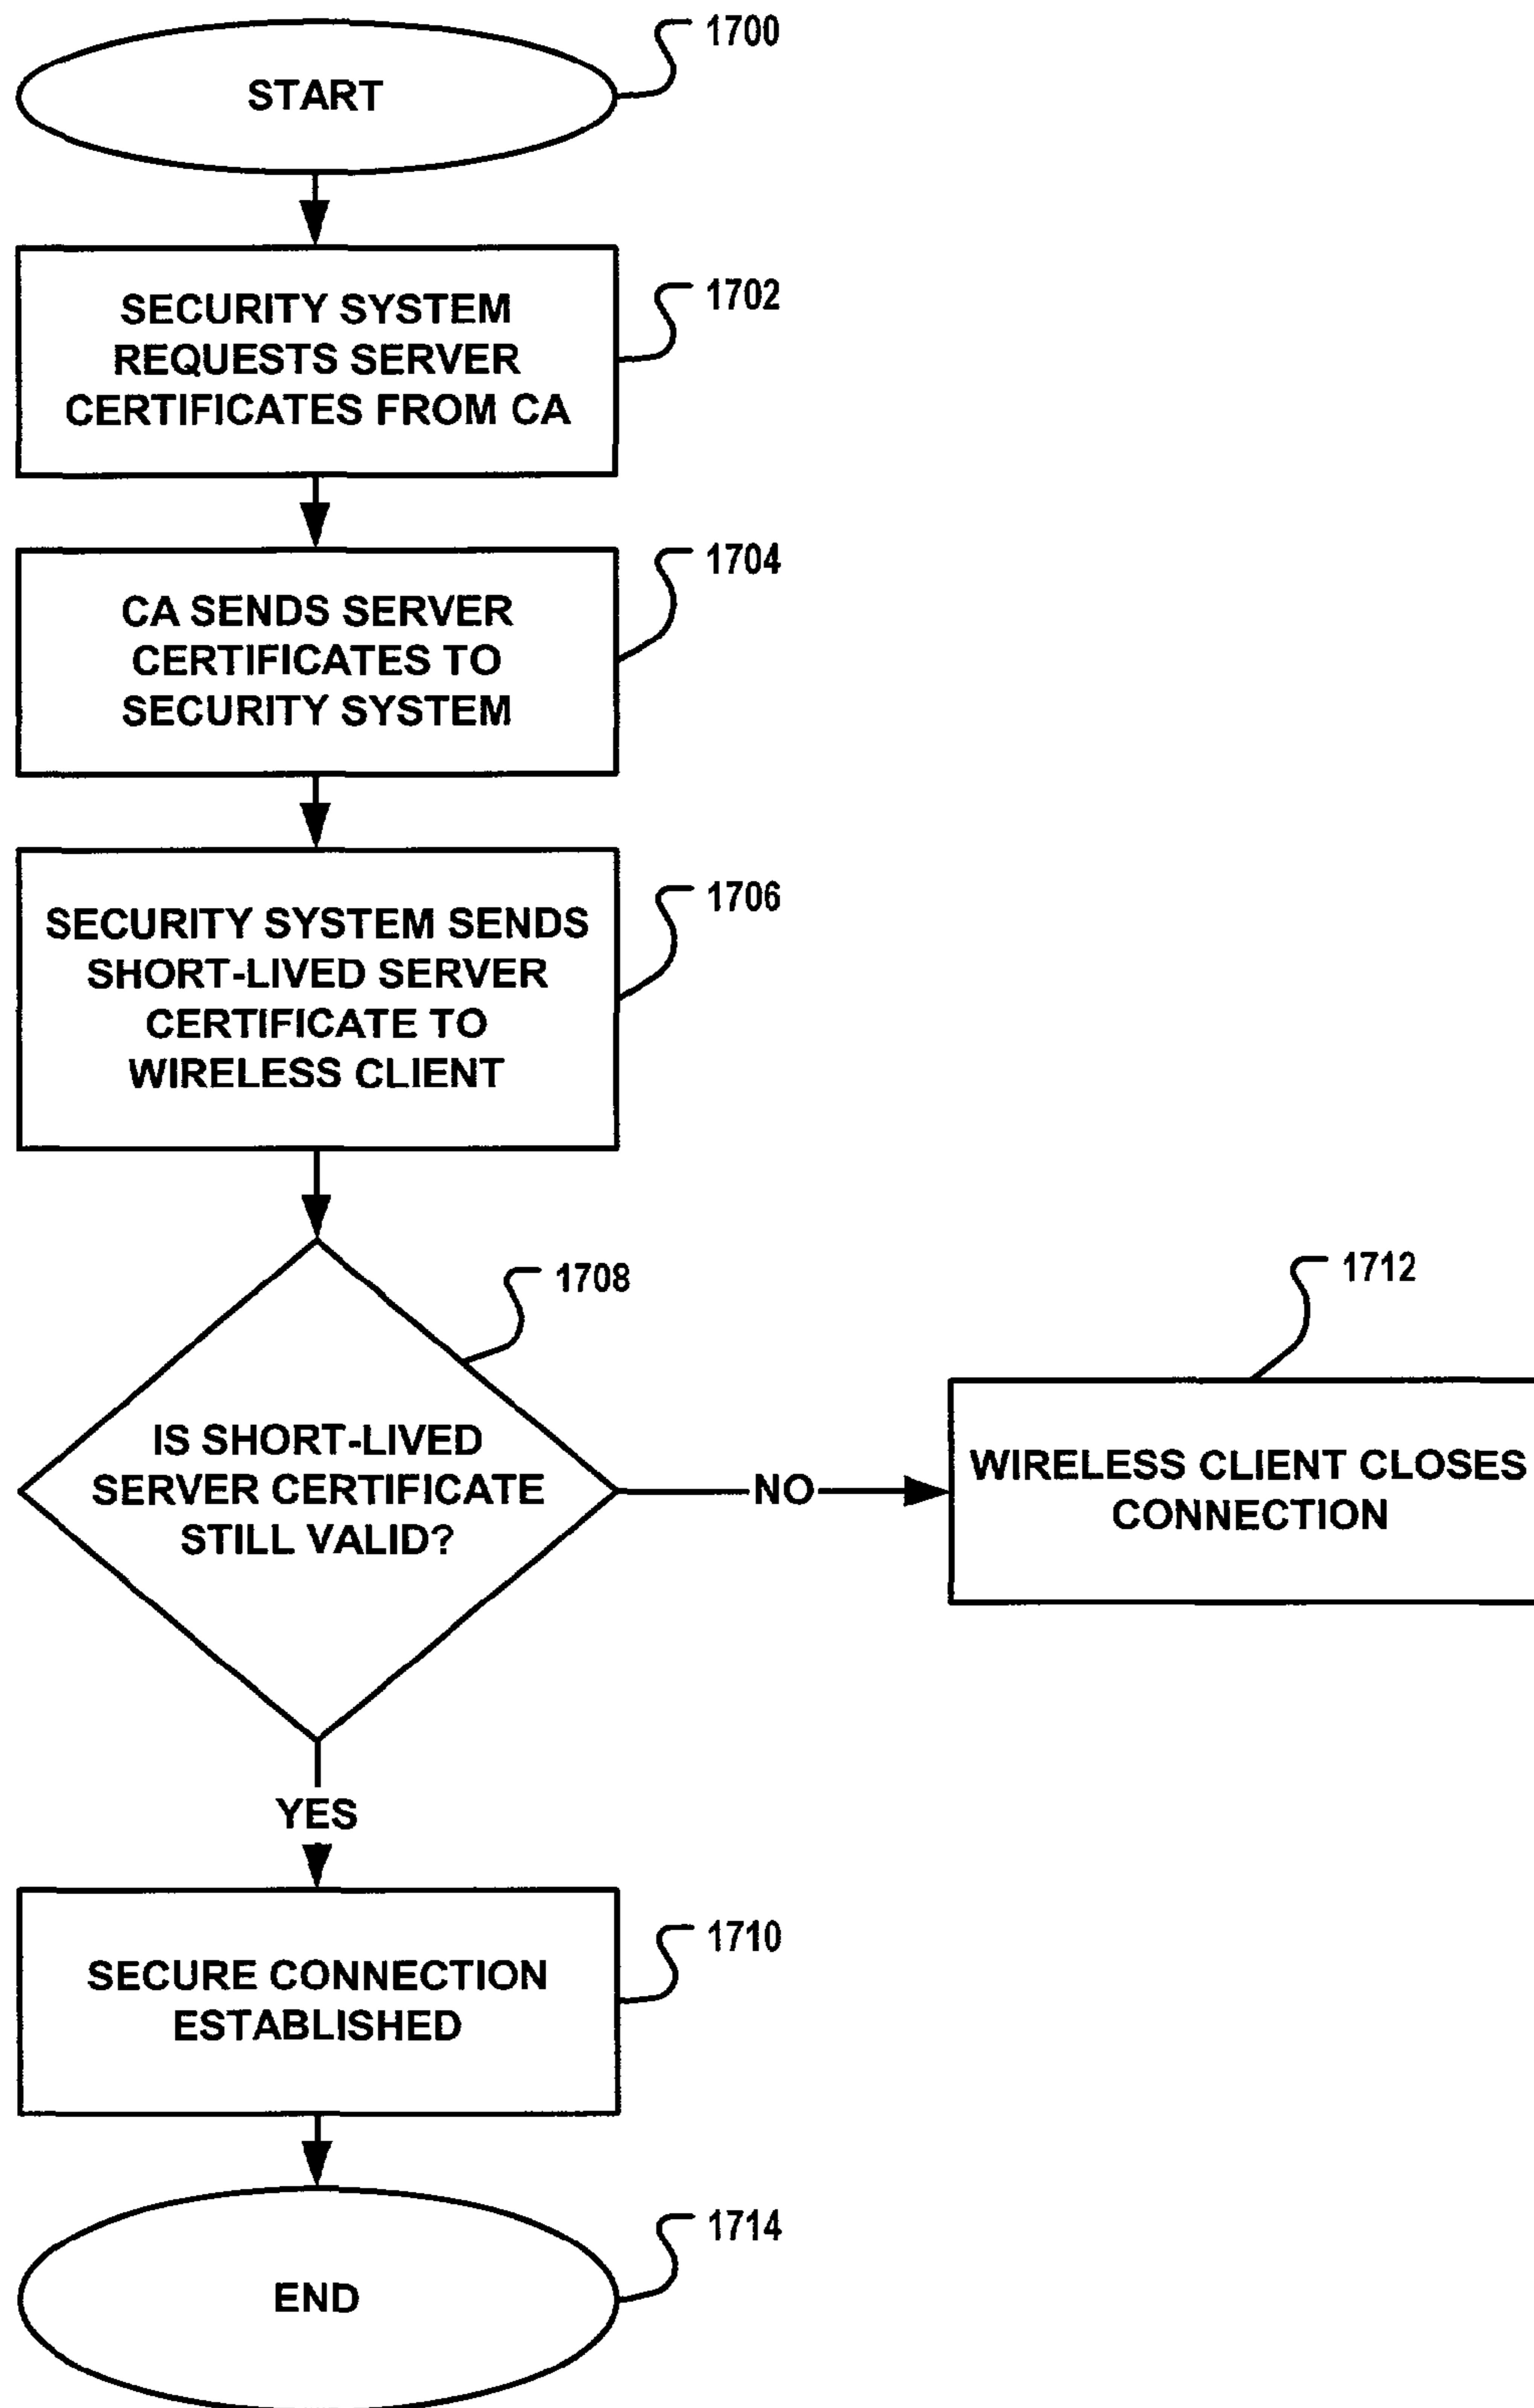 START
1700
SECURITY SYSTEM
REQUESTS SERVER
CERTIFICATES FROM CA
1702
CA SENDS SERVER
CERTIFICATES TO
SECURITY SYSTEM
1704
SECURITY SYSTEM SENDS
SHORT-LIVED SERVER
CERTIFICATE TO
WIRELESS CLIENT
1706
IS SHORT-LIVED
SERVER CERTIFICATE
STILL VALID?
1708
NO
WIRELESS CLIENT CLOSES
CONNECTION
1712
YES
SECURE CONNECTION
ESTABLISHED
1710
END
1714